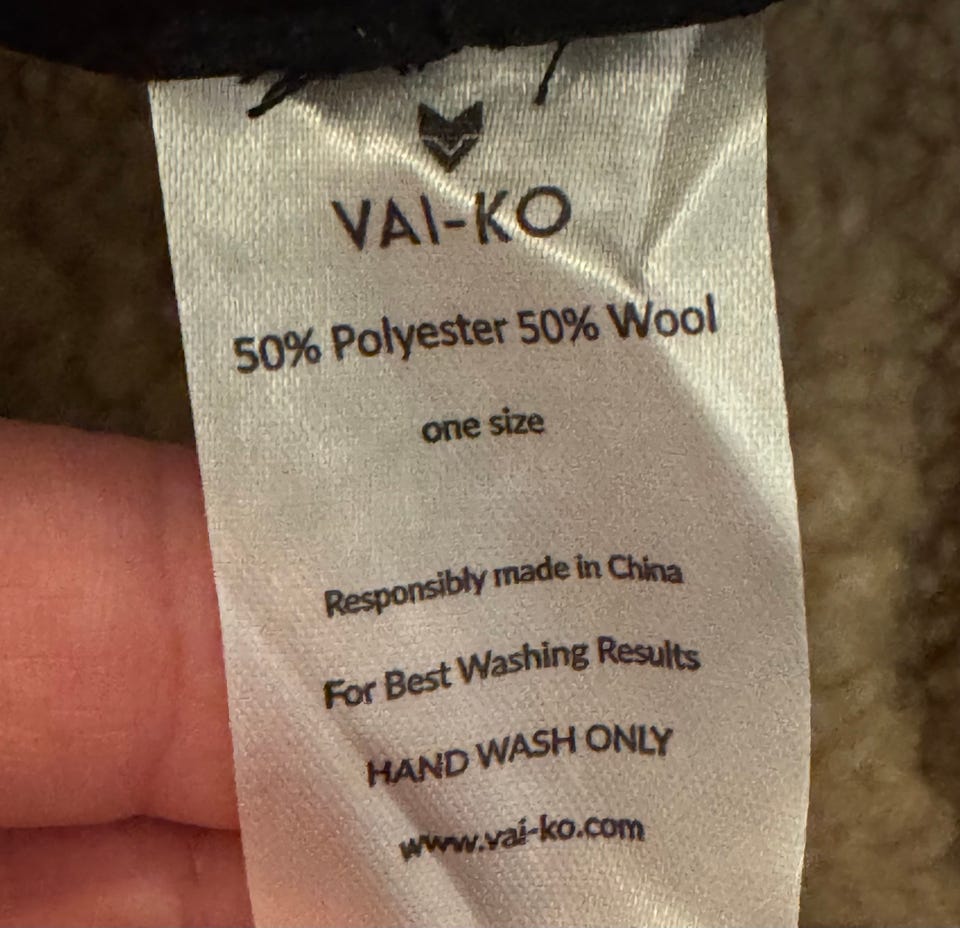 VAI-KO
50% Polyester 50% Wool
one size
Responsibly made in China
For Best Washing Results
HAND WASH ONLY
www.vai-ko.com